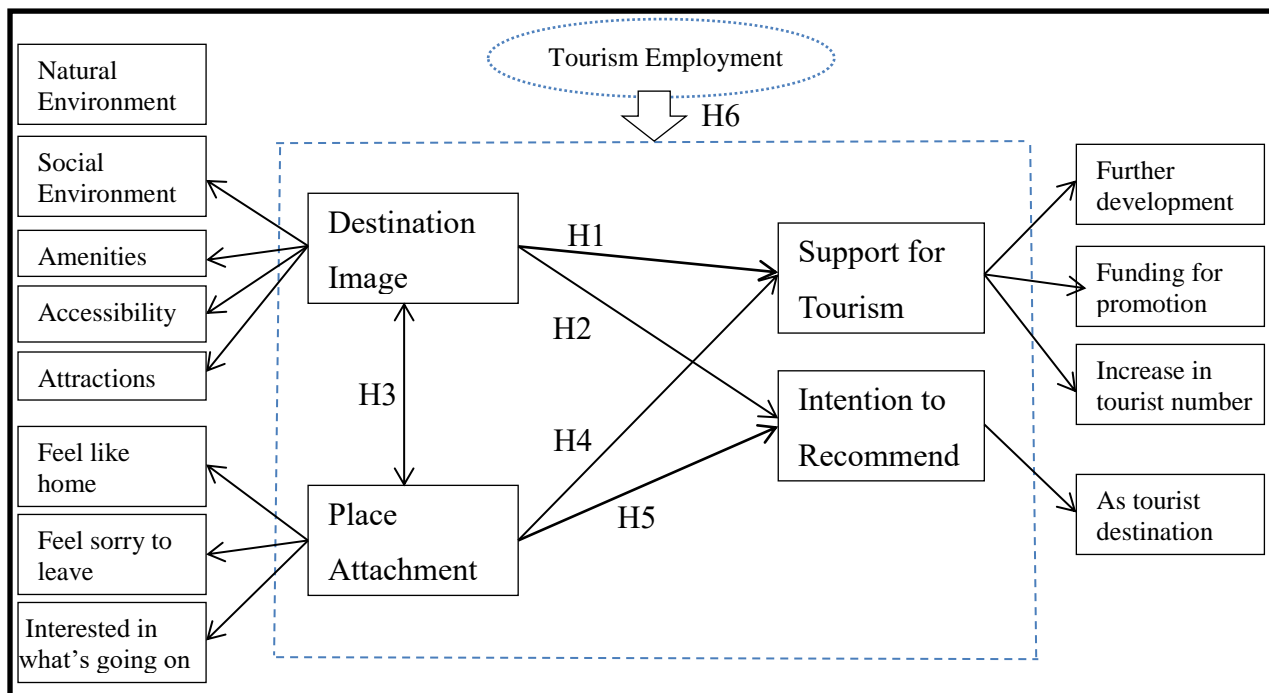 Natural
Environment
Social
Environment
Amenities
Accessibility
Attractions
Feel like
home
Feel sorry to
leave
Interested in
what's going on
Tourism Employment
H6
Destination
Image
H1
H2
H3
H4
H5
Place
Attachment
Support for
Tourism
Intention to
Recommend
Further
development
Funding for
promotion
Increase in
tourist number
As tourist
destination